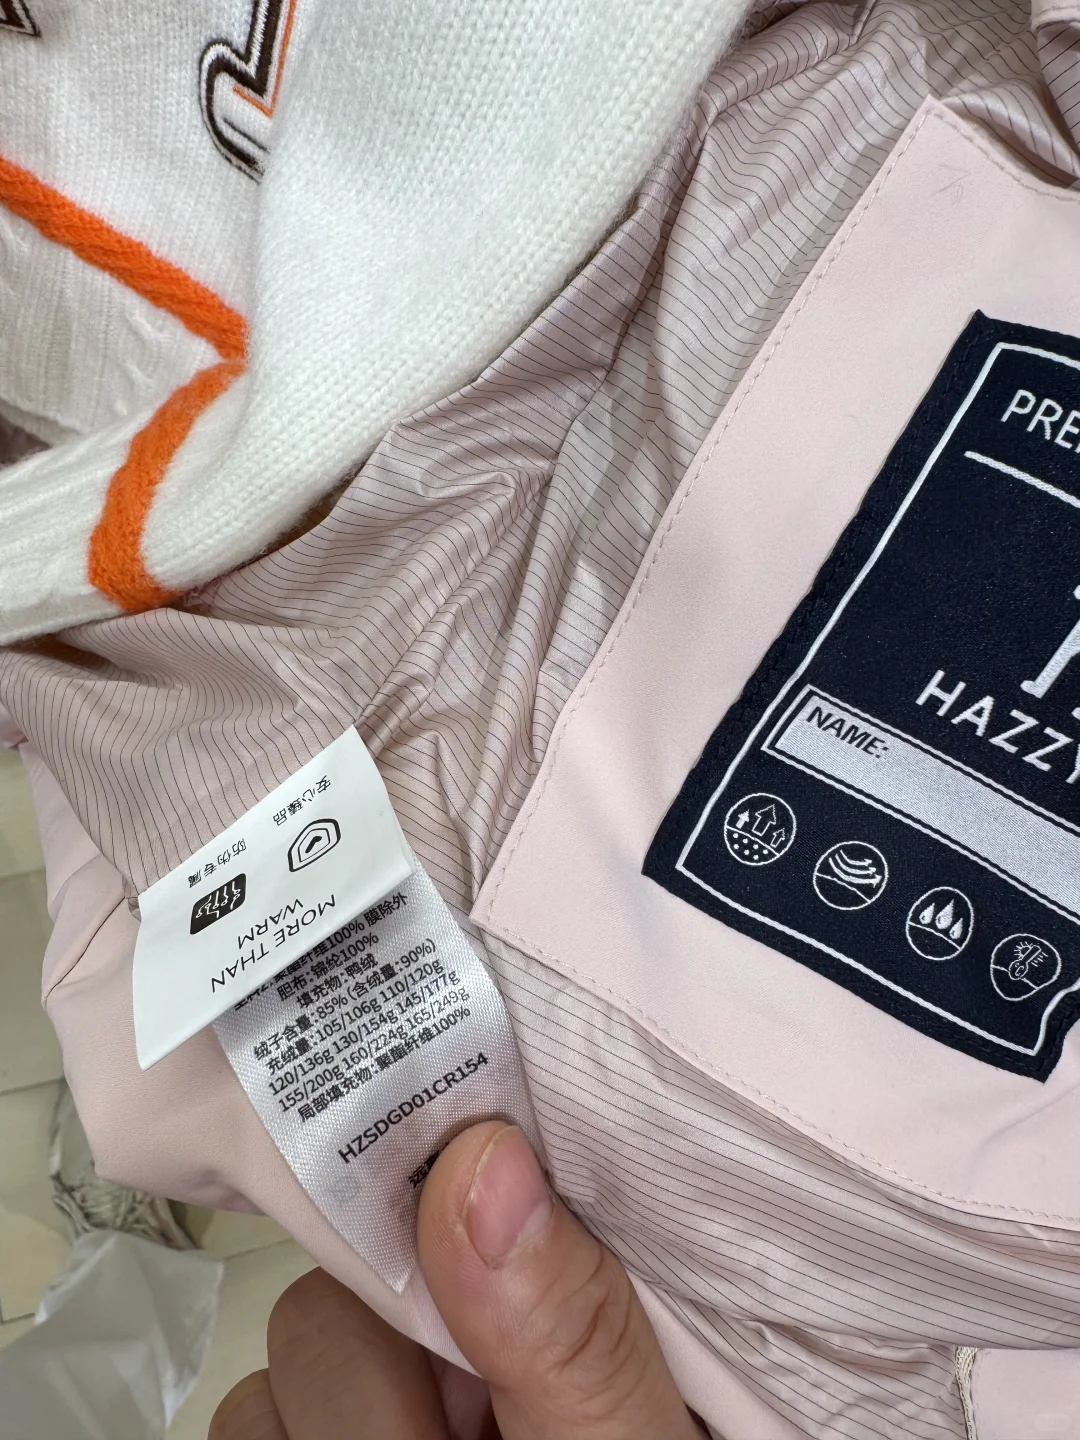 安心臻品
防伪专属
MORE THAN
WARM
聚酯纤维100% 膜除外
胆布:锦纶100%
填充物:鸭绒
绒子含量:85%(含绒量:90%)
充绒量:105/106g 110/120g
120/136g 130/154g 145/177g
155/200g 160/224g 165/249g
局部填充物:聚酯纤维100%
HZSDGD01CR154
PRE
HAZZY
NAME: